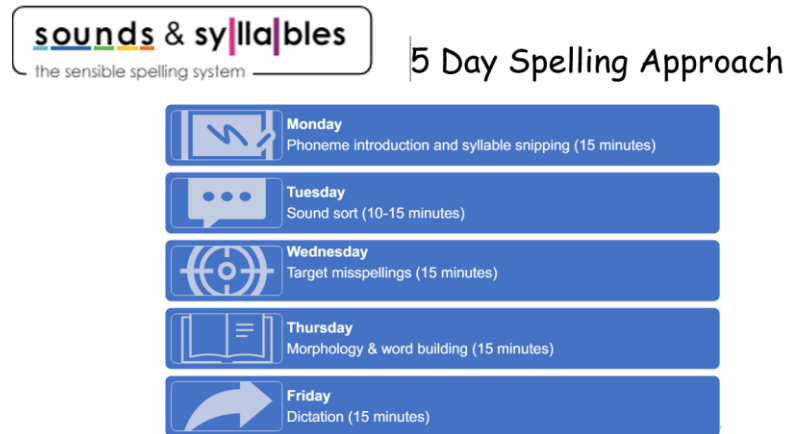 sounds & syllables
the sensible spelling system
5 Day Spelling Approach
Monday
Phoneme introduction and syllable snipping (15 minutes)
Tuesday
Sound sort (10-15 minutes)
Wednesday
Target misspellings (15 minutes)
Thursday
Morphology & word building (15 minutes)
Friday
Dictation (15 minutes)